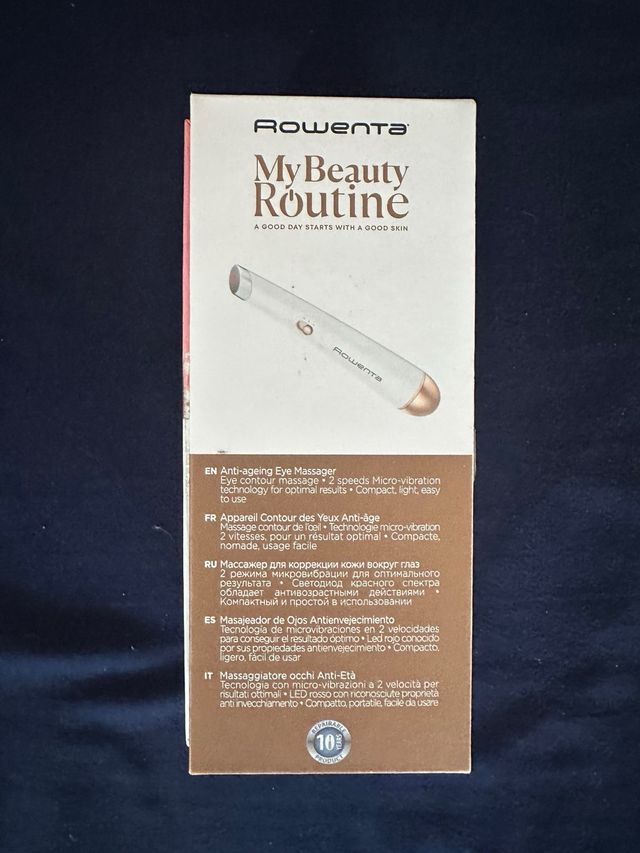 Rowenta
My Beauty
Routine
A GOOD DAY STARTS WITH A GOOD SKIN
Rowenta
EN Anti-ageing Eye Massager
Eye contour massage • 2 speeds Micro-vibration
technology for optimal results • Compact, light, easy
to use
FR Appareil Contour des Yeux Anti-âge
Massage contour de l'œil • Technologie micro-vibration
2 vitesses, pour un résultat optimal • Compacte,
nomade, usage facile
RU Массажер для коррекции кожи вокруг глаз
2 режима микровибрации для оптимального
результата • Светодиод красного спектра
обладает антивозрастными действиями •
Компактный и простой в использовании
ES Masajeador de Ojos Antienvejecimiento
Tecnología de microvibraciones en 2 velocidades
para conseguir el resultado óptimo • Led rojo conocido
por sus propiedades antienvejecimiento • Compacto,
ligero, fácil de usar
IT Massaggiatore occhi Anti-Età
Tecnologia con micro-vibrazioni a 2 velocità per
risultati ottimali • LED rosso con riconosciute proprietà
anti invecchiamento • Compatto, portatile, facile da usare
REPAIRABLE
10 YEARS
PRODUCT